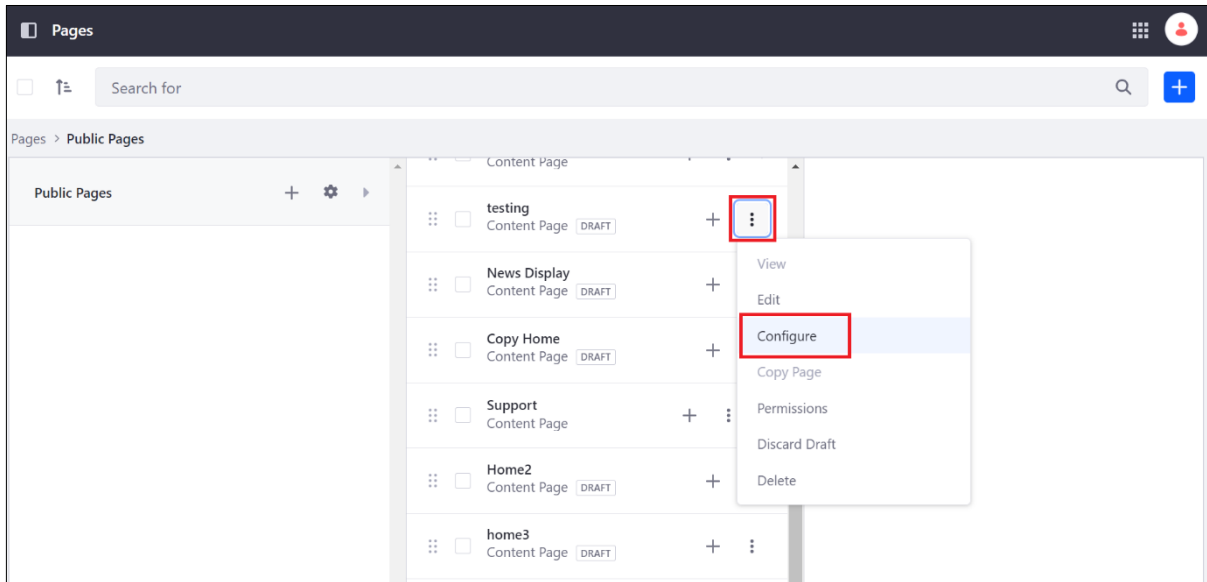 Pages
Search for
Pages > Public Pages
Public Pages
Content Page
testing
Content Page DRAFT
News Display
Content Page DRAFT
Copy Home
Content Page DRAFT
Support
Content Page
Home2
Content Page DRAFT
home3
Content Page DRAFT
View
Edit
Configure
Copy Page
Permissions
Discard Draft
Delete